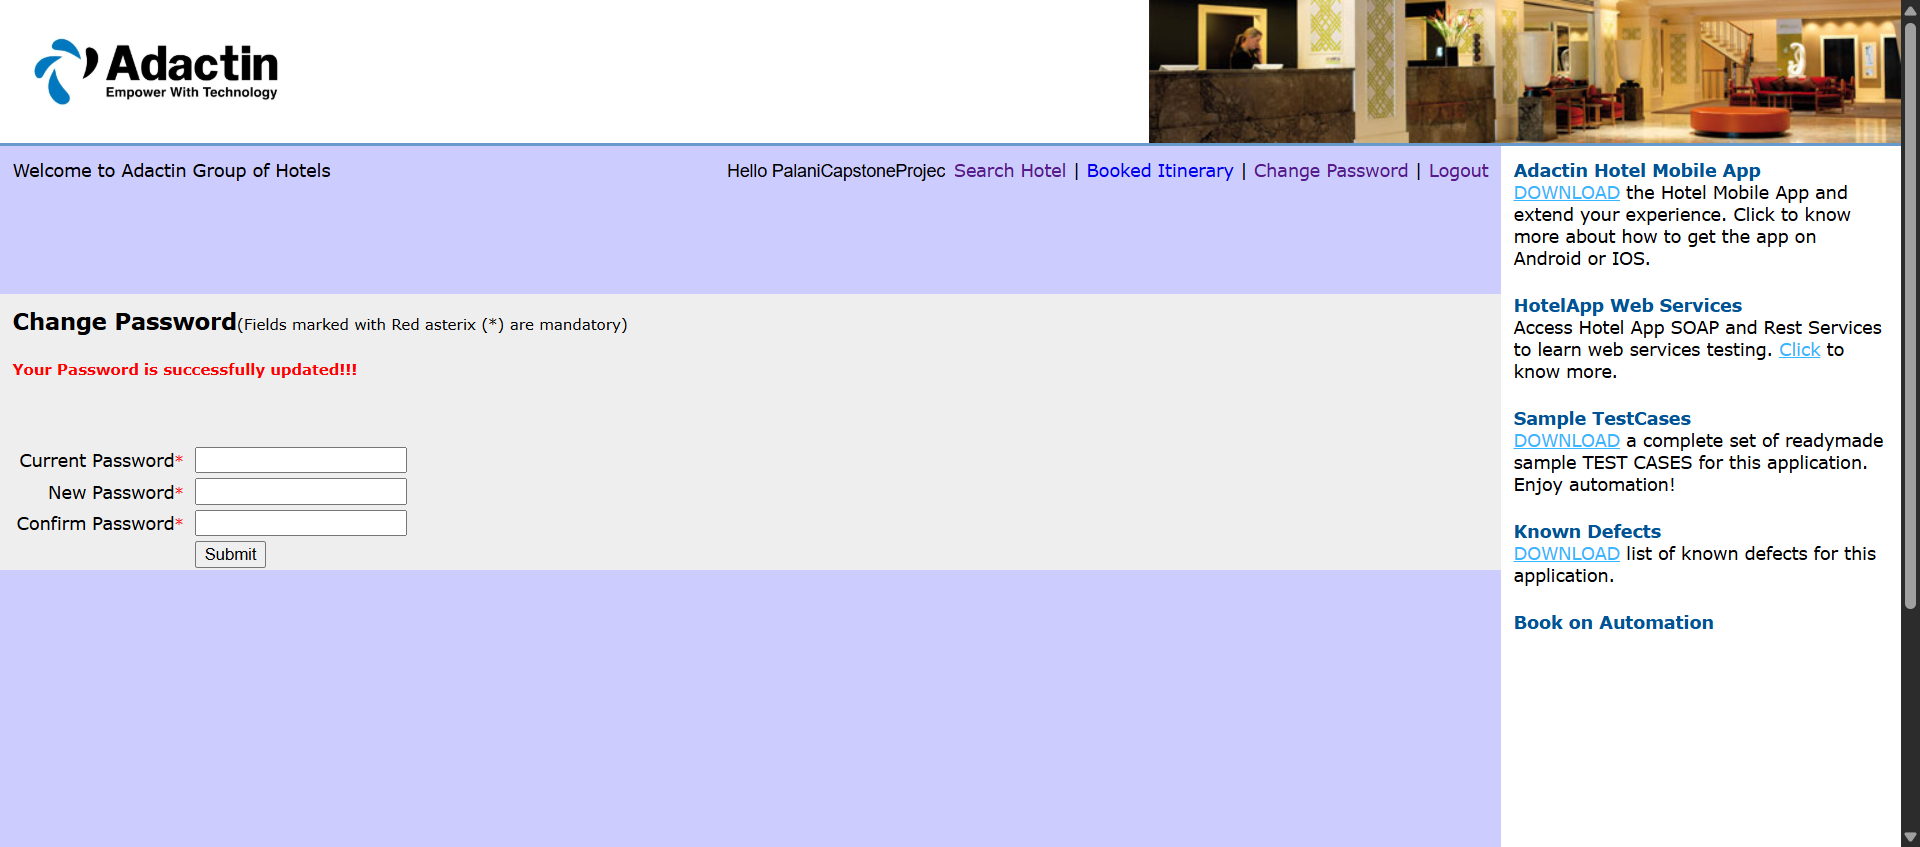 Adactin
Empower With Technology
Welcome to Adactin Group of Hotels
Hello PalaniCapstoneProjec Search Hotel | Booked Itinerary | Change Password | Logout
Change Password(Fields marked with Red asterix (*) are mandatory)
Your Password is successfully updated!!!
Current Password*
New Password*
Confirm Password*
Submit
Adactin Hotel Mobile App
DOWNLOAD the Hotel Mobile App and
extend your experience. Click to know
more about how to get the app on
Android or IOS.
HotelApp Web Services
Access Hotel App SOAP and Rest Services
to learn web services testing. Click to
know more.
Sample TestCases
DOWNLOAD a complete set of readymade
sample TEST CASES for this application.
Enjoy automation!
Known Defects
DOWNLOAD list of known defects for this
application.
Book on Automation